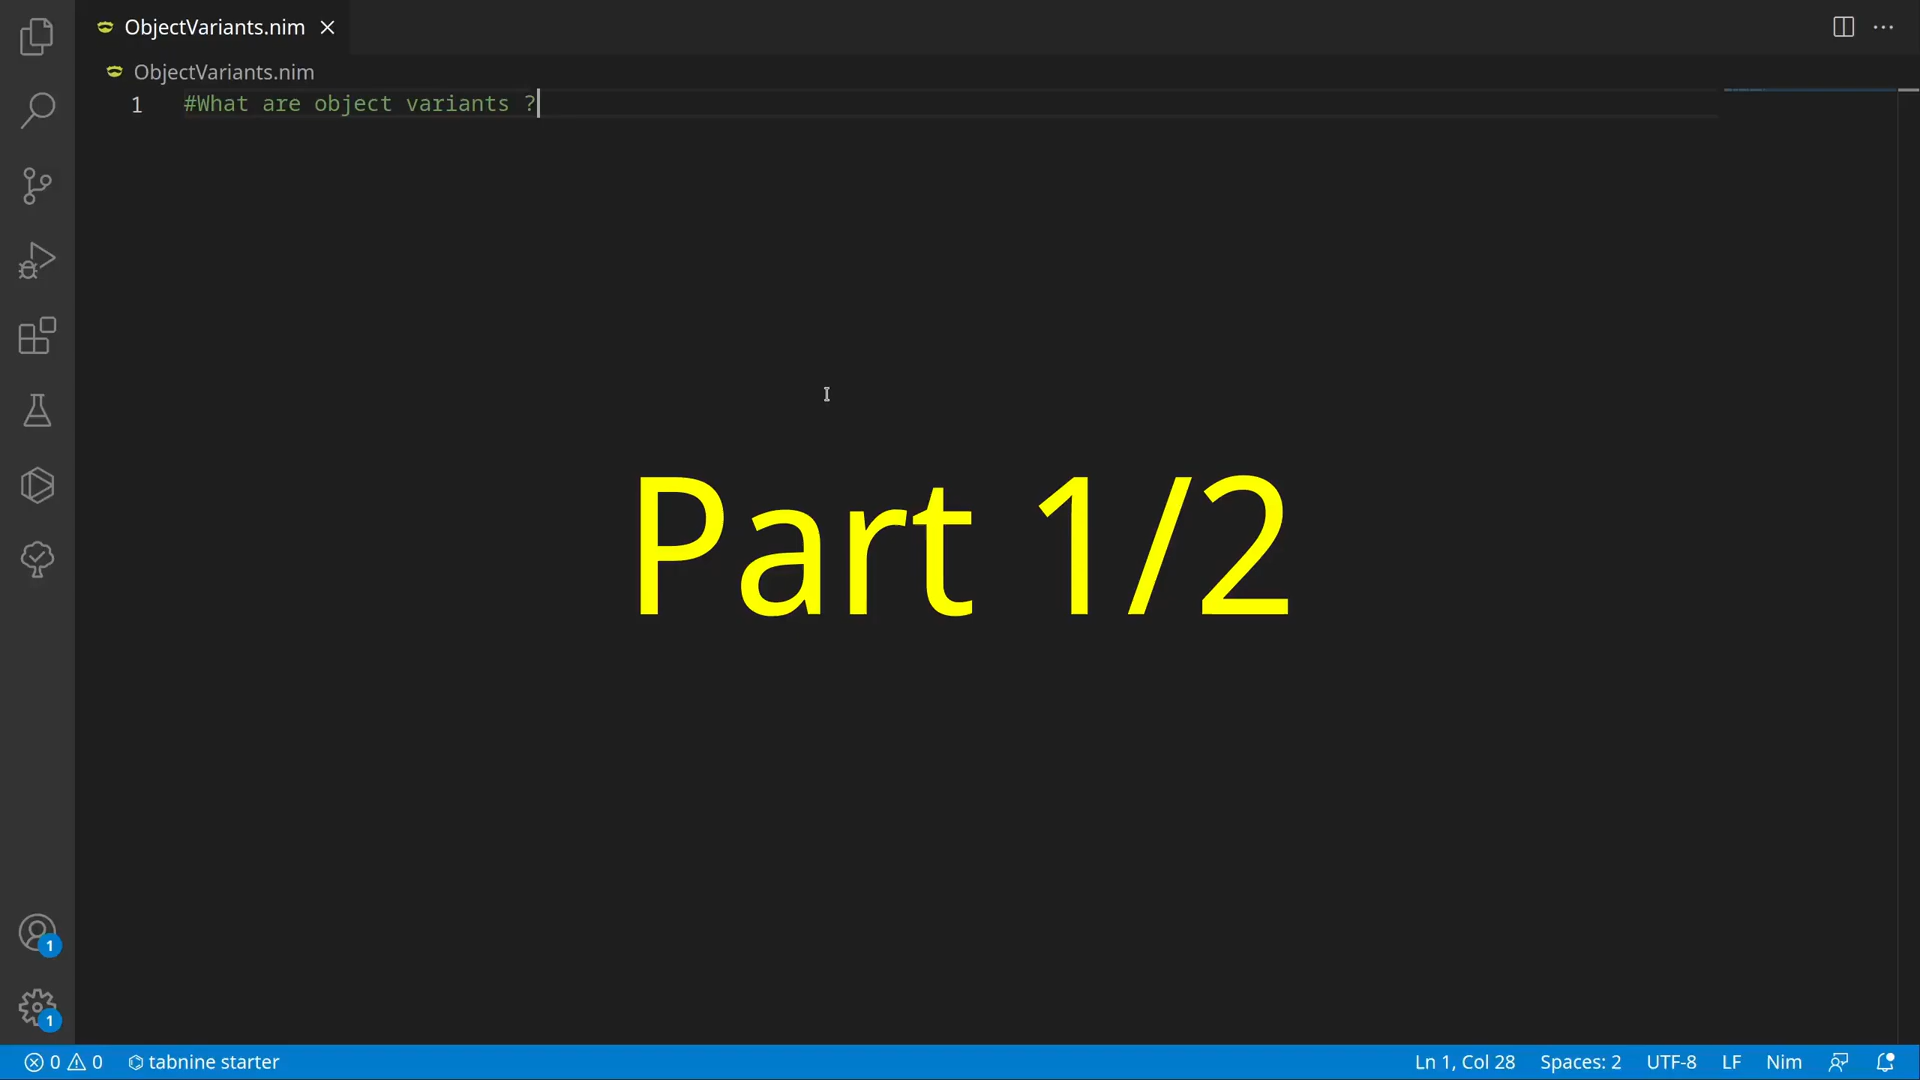 ObjectVariants.nim
ObjectVariants.nim
1 #What are object variants ?
Part 1/2
1
1
0 0 tabnine starter Ln 1, Col 28 Spaces: 2 UTF-8 LF Nim